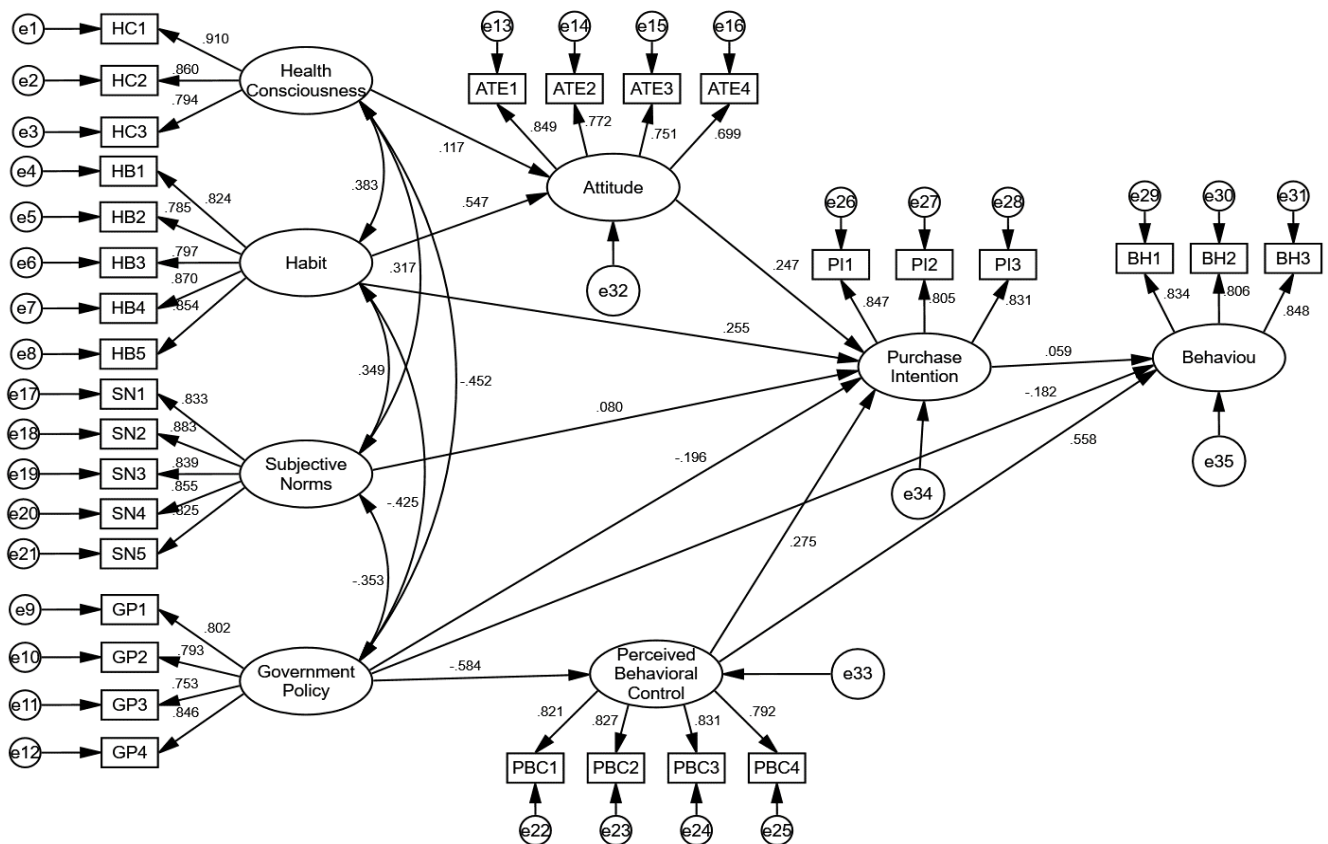 e1
HC1
.910
e2
HC2
.860
e3
HC3
.794
Health
Consciousness
e4
HB1
.824
e5
HB2
.785
e6
HB3
.797
e7
HB4
.870
e8
HB5
.854
Habit
e17
SN1
.833
e18
SN2
.883
e19
SN3
.839
e20
SN4
.855
e21
SN5
.825
Subjective
Norms
e9
GP1
.802
e10
GP2
.793
e11
GP3
.753
e12
GP4
.846
Government
Policy
.383
.317
-.452
.349
-.425
-.353
e13
e14
e15
e16
ATE1
ATE2
ATE3
ATE4
.849
.772
.751
.699
.117
.547
Attitude
e32
.247
.255
.080
-.196
.275
-.584
e26
e27
e28
PI1
PI2
PI3
.847
.805
.831
Purchase
Intention
e34
.059
-.182
.558
e29
e30
e31
BH1
BH2
BH3
.834
.806
.848
Behaviou
e35
Perceived
Behavioral
Control
e33
.821
.827
.831
.792
PBC1
PBC2
PBC3
PBC4
e22
e23
e24
e25